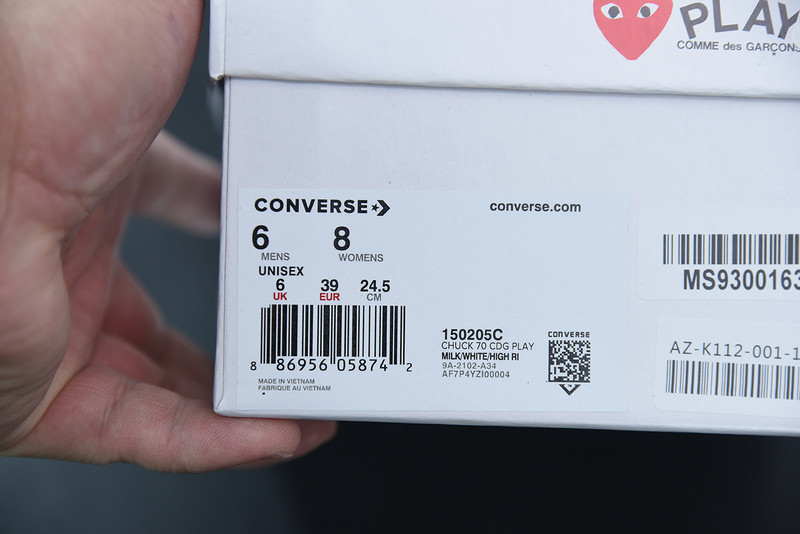 PLAY
COMME des GARÇONS
CONVERSE
converse.com
6 8
MENS WOMENS
UNISEX
6 39 24.5
UK EUR CM
8 86956 05874 2
MADE IN VIETNAM
FABRIQUE AU VIETNAM
150205C
CHUCK 70 CDG PLAY
MILK/WHITE/HIGH RI
9A-2102-A34
AF7P4YZI00004
CONVERSE
MS9300163
AZ-K112-001-1